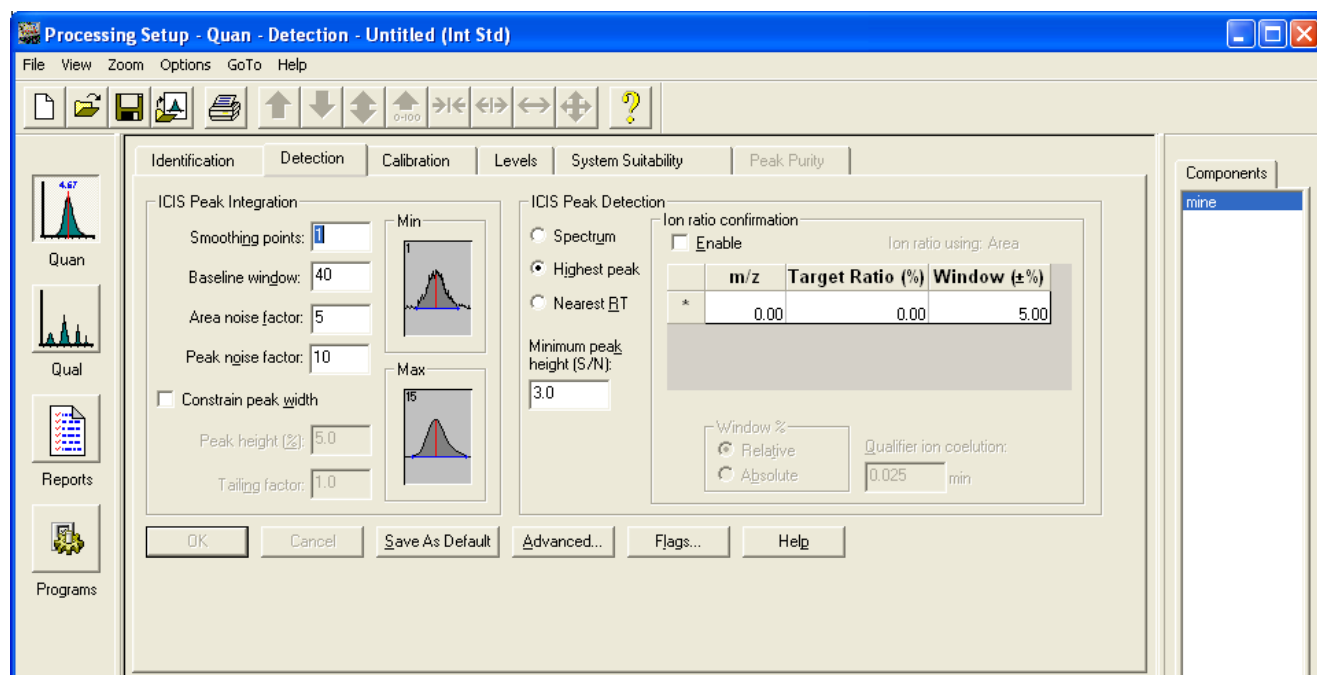 Processing Setup - Quan - Detection - Untitled (Int Std)
File View Zoom Options GoTo Help
0-100
Identification Detection Calibration Levels System Suitability Peak Purity
Components
mine
4.67
Quan
Qual
Reports
Programs
ICIS Peak Integration
Smoothing points: 1
Baseline window: 40
Area noise factor: 5
Peak noise factor: 10
Constrain peak width
Peak height (%): 5.0
Tailing factor: 1.0
Min
1
Max
15
ICIS Peak Detection
Spectrum
Highest peak
Nearest RT
Minimum peak
height (S/N):
3.0
Ion ratio confirmation
Enable Ion ratio using: Area
m/z Target Ratio (%) Window (±%)
* 0.00 0.00 5.00
Window %
Relative
Absolute
Qualifier ion coelution:
0.025 min
OK Cancel Save As Default Advanced... Flags... Help